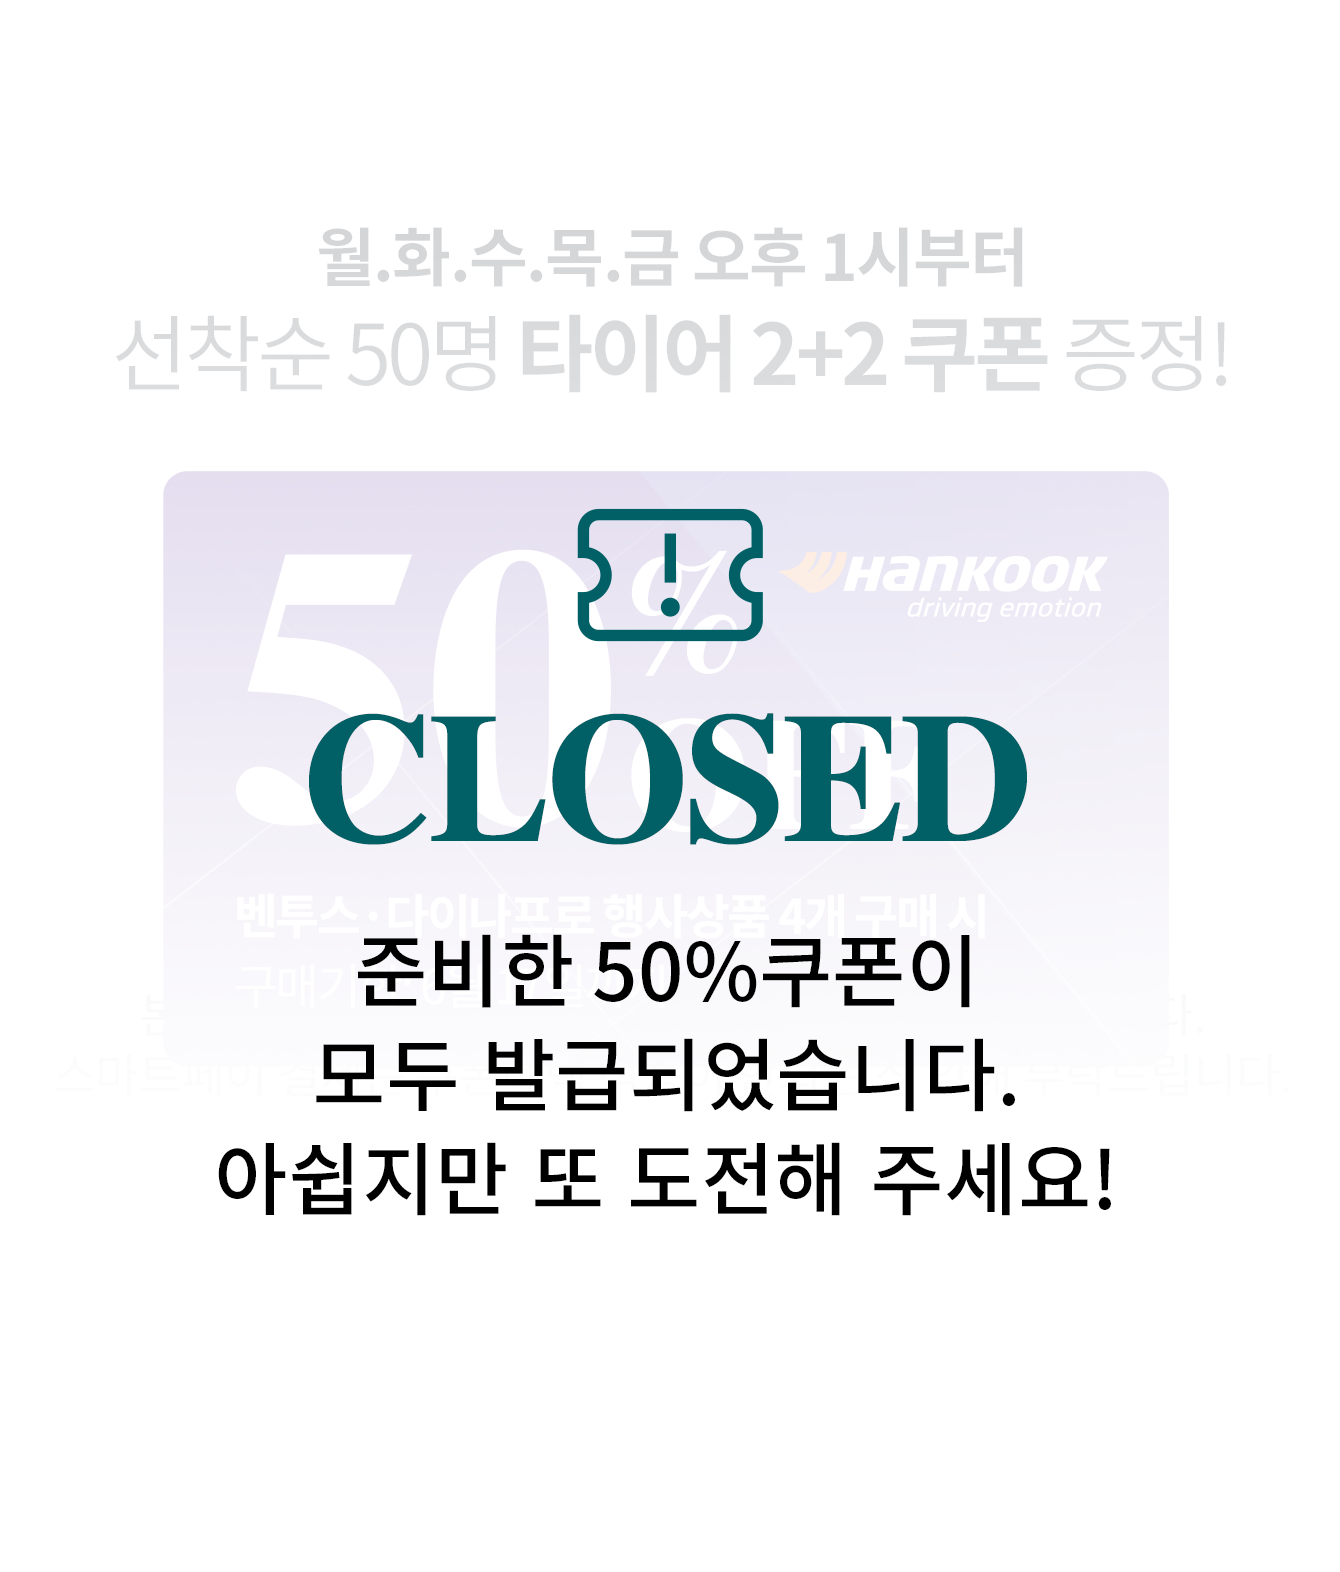 월.화.수.목.금 오후 1시부터
선착순 50명 타이어 2+2 쿠폰 증정!
50%
HANKOOK
driving emotion
OFF
CLOSED
벤투스·다이나프로 행사상품 4개 구매 시
준비한 50%쿠폰이
모두 발급되었습니다.
아쉽지만 또 도전해 주세요!